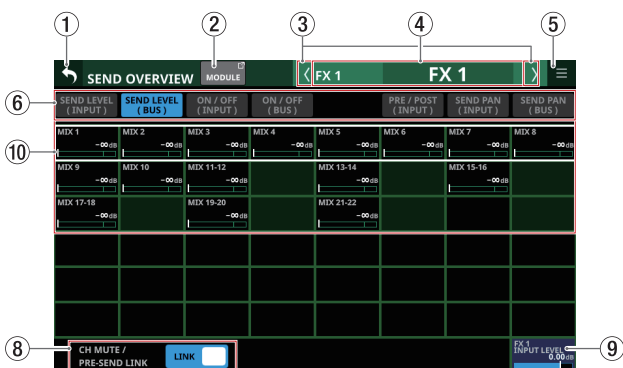 1 2 3 4 5
SEND OVERVIEW MODULE FX 1 FX 1
6
SEND LEVEL SEND LEVEL ON / OFF ON / OFF PRE / POST SEND PAN SEND PAN
( INPUT ) ( BUS ) ( INPUT ) ( BUS ) ( INPUT ) ( INPUT ) ( BUS )
10
MIX 1 MIX 2 MIX 3 MIX 4 MIX 5 MIX 6 MIX 7 MIX 8
-∞dB -∞dB -∞dB -∞dB -∞dB -∞dB -∞dB -∞dB
MIX 9 MIX 10 MIX 11-12 MIX 13-14 MIX 15-16
-∞dB -∞dB -∞dB -∞dB -∞dB
MIX 17-18 MIX 19-20 MIX 21-22
-∞dB -∞dB -∞dB
8 9
CH MUTE / LINK FX 1
PRE-SEND LINK INPUT LEVEL
0.00dB